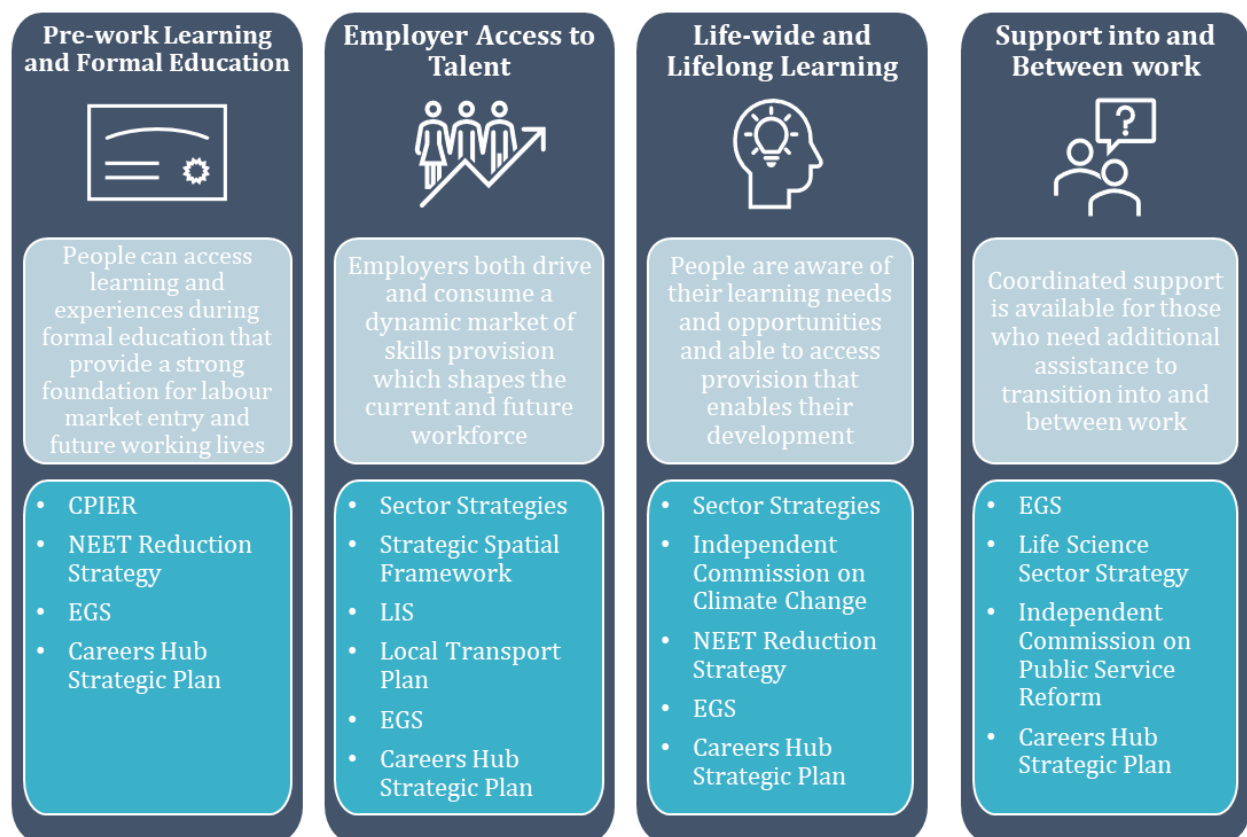 Pre-work Learning
and Formal Education
People can access
learning and
experiences during
formal education that
provide a strong
foundation for labour
market entry and
future working lives
• CPIER
• NEET Reduction
Strategy
• EGS
• Careers Hub
Strategic Plan
Employer Access to
Talent
Employers both drive
and consume a
dynamic market of
skills provision
which shapes the
current and future
workforce
• Sector Strategies
• Strategic Spatial
Framework
• LIS
• Local Transport
Plan
• EGS
• Careers Hub
Strategic Plan
Life-wide and
Lifelong Learning
People are aware of
their learning needs
and opportunities
and able to access
provision that
enables their
development
• Sector Strategies
• Independent
Commission on
Climate Change
• NEET Reduction
Strategy
• EGS
• Careers Hub
Strategic Plan
Support into and
Between work
?
Coordinated support
is available for those
who need additional
assistance to
transition into and
between work
• EGS
• Life Science
Sector Strategy
• Independent
Commission on
Public Service
Reform
• Careers Hub
Strategic Plan